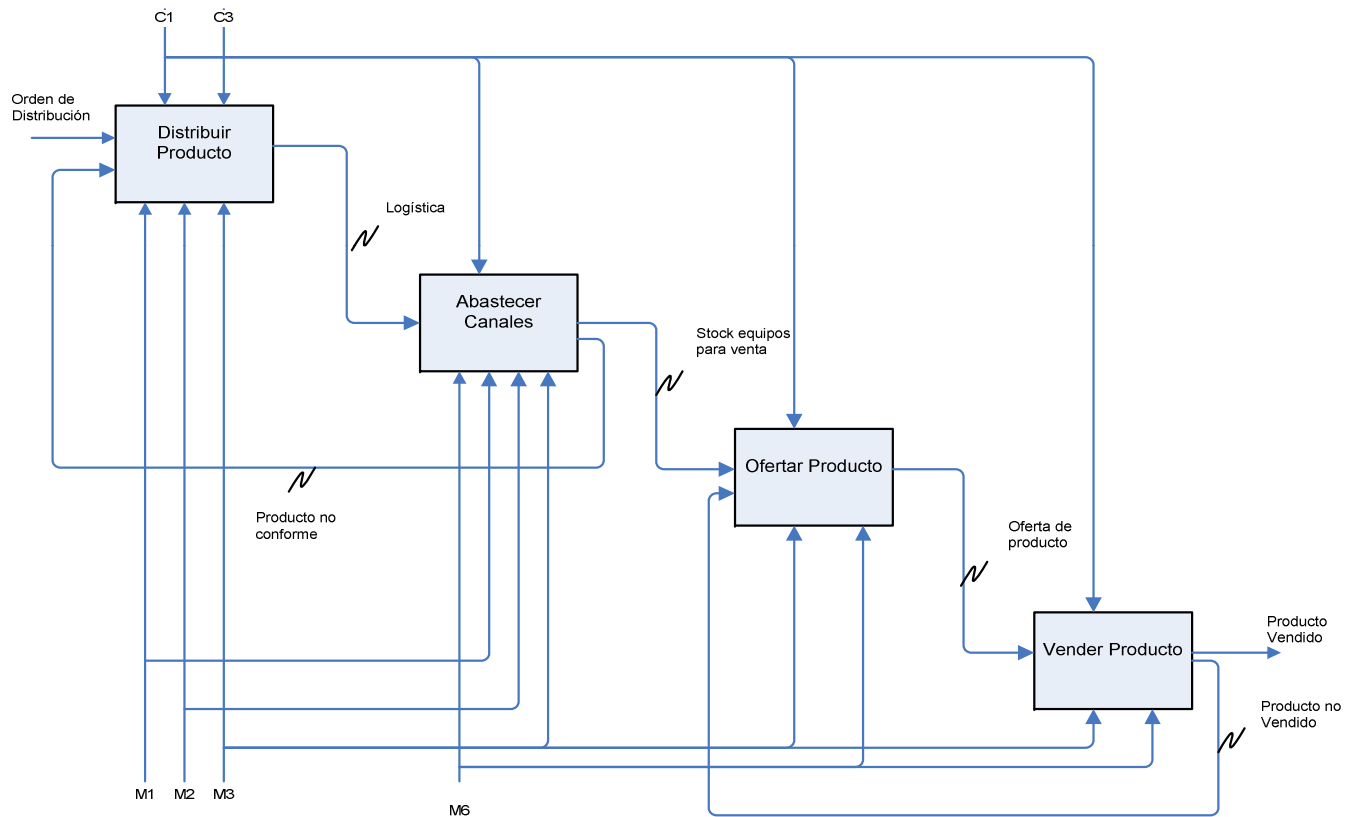 C1
C3
Orden de
Distribución
Distribuir
Producto
Logística
Abastecer
Canales
Stock equipos
para venta
Ofertar Producto
Producto no
conforme
Oferta de
producto
Producto
Vendido
Vender Producto
Producto no
Vendido
M1
M2
M3
M6